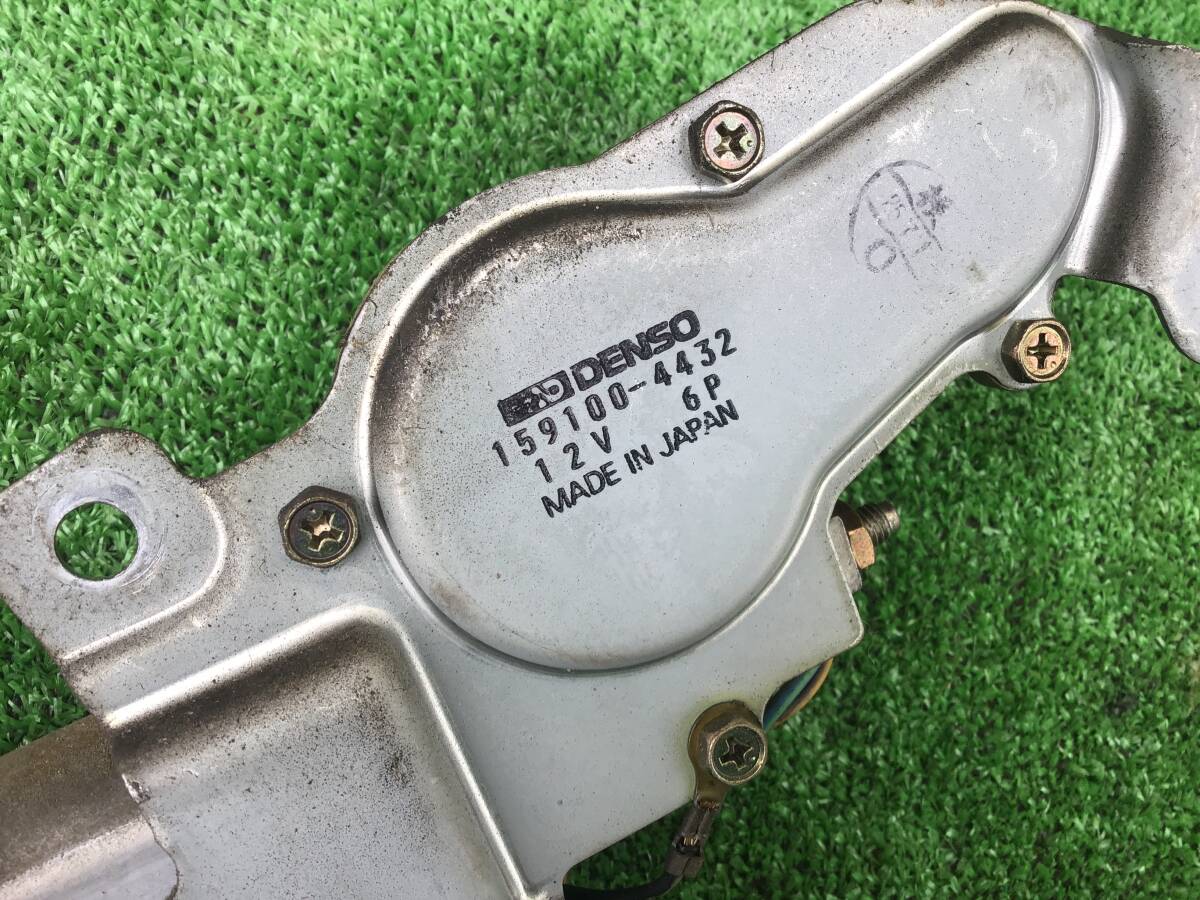 DENSO
159100-4432
12V 6P
MADE IN JAPAN